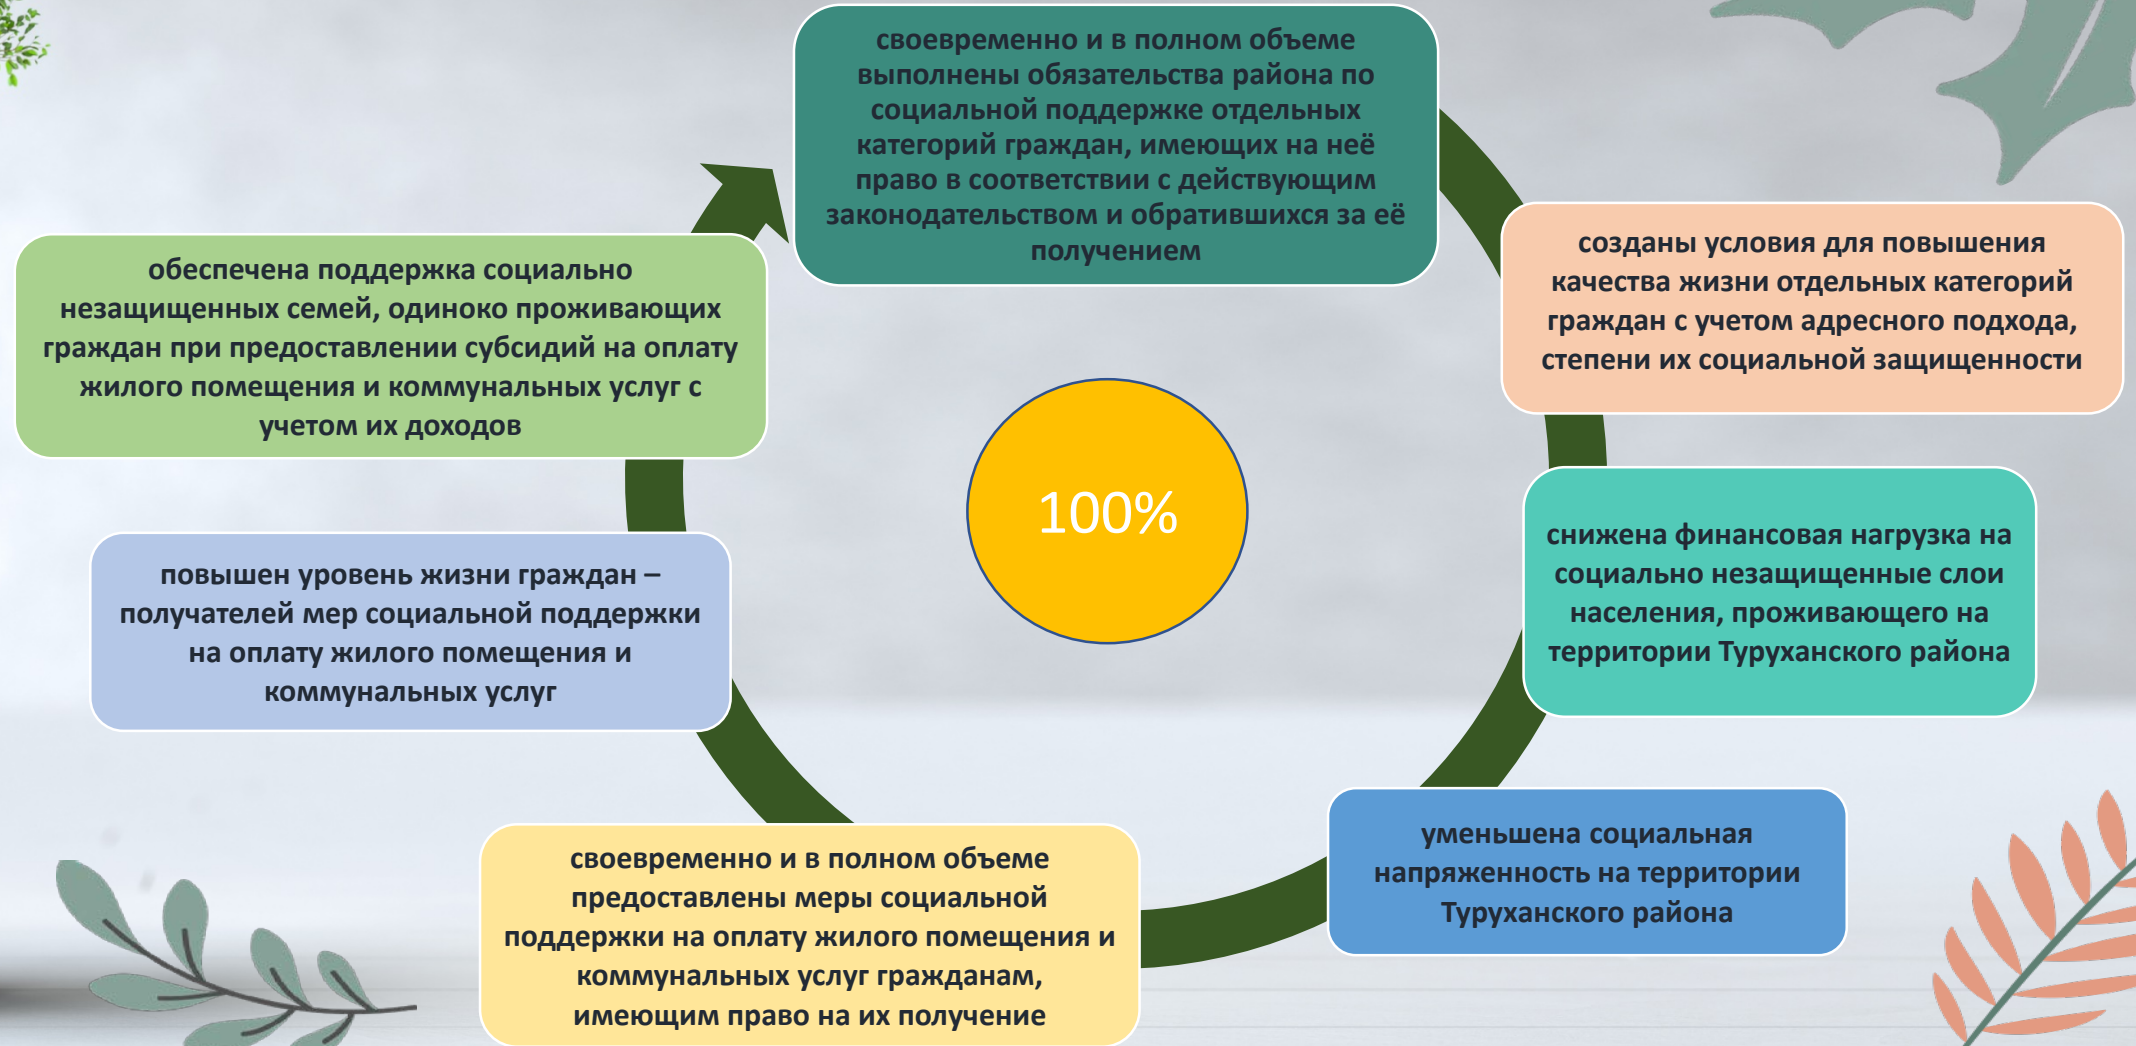 своевременно и в полном объеме
выполнены обязательства района по
социальной поддержке отдельных
категорий граждан, имеющих на неё
право в соответствии с действующим
законодательством и обратившихся за её
получением
созданы условия для повышения
качества жизни отдельных категорий
граждан с учетом адресного подхода,
степени их социальной защищенности
снижена финансовая нагрузка на
социально незащищенные слои
населения, проживающего на
территории Туруханского района
уменьшена социальная
напряженность на территории
Туруханского района
своевременно и в полном объеме
предоставлены меры социальной
поддержки на оплату жилого помещения и
коммунальных услуг гражданам,
имеющим право на их получение
повышен уровень жизни граждан –
получателей мер социальной поддержки
на оплату жилого помещения и
коммунальных услуг
обеспечена поддержка социально
незащищенных семей, одиноко проживающих
граждан при предоставлении субсидий на оплату
жилого помещения и коммунальных услуг с
учетом их доходов
100%